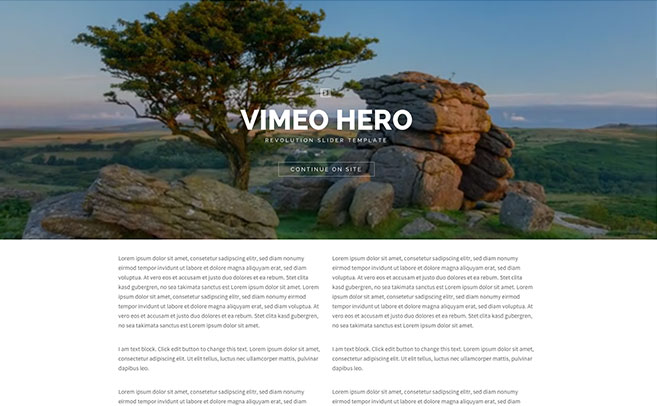 VIMEO HERO
REVOLUTION SLIDER TEMPLATE
CONTINUE ON SITE
Lorem ipsum dolor sit amet, consetetur sadipscing elitr, sed diam nonumy
eirmod tempor invidunt ut labore et dolore magna aliquyam erat, sed diam
voluptua. At vero eos et accusam et justo duo dolores et ea rebum. Stet clita
kasd gubergren, no sea takimata sanctus est Lorem ipsum dolor sit amet. Lorem
ipsum dolor sit amet, consetetur sadipscing elitr, sed diam nonumy eirmod
tempor invidunt ut labore et dolore magna aliquyam erat, sed diam voluptua. At
vero eos et accusam et justo duo dolores et ea rebum. Stet clita kasd gubergren,
no sea takimata sanctus est Lorem ipsum dolor sit amet.
I am text block. Click edit button to change this text. Lorem ipsum dolor sit amet,
consectetur adipiscing elit. Ut elit tellus, luctus nec ullamcorper mattis, pulvinar
dapibus leo.
Lorem ipsum dolor sit amet, consetetur sadipscing elitr, sed diam nonumy
eirmod tempor invidunt ut labore et dolore magna aliquyam erat, sed diam
Lorem ipsum dolor sit amet, consetetur sadipscing elitr, sed diam nonumy
eirmod tempor invidunt ut labore et dolore magna aliquyam erat, sed diam
voluptua. At vero eos et accusam et justo duo dolores et ea rebum. Stet clita
kasd gubergren, no sea takimata sanctus est Lorem ipsum dolor sit amet. Lorem
ipsum dolor sit amet, consetetur sadipscing elitr, sed diam nonumy eirmod
tempor invidunt ut labore et dolore magna aliquyam erat, sed diam voluptua. At
vero eos et accusam et justo duo dolores et ea rebum. Stet clita kasd gubergren,
no sea takimata sanctus est Lorem ipsum dolor sit amet.
I am text block. Click edit button to change this text. Lorem ipsum dolor sit amet,
consectetur adipiscing elit. Ut elit tellus, luctus nec ullamcorper mattis, pulvinar
dapibus leo.
Lorem ipsum dolor sit amet, consetetur sadipscing elitr, sed diam nonumy
eirmod tempor invidunt ut labore et dolore magna aliquyam erat, sed diam